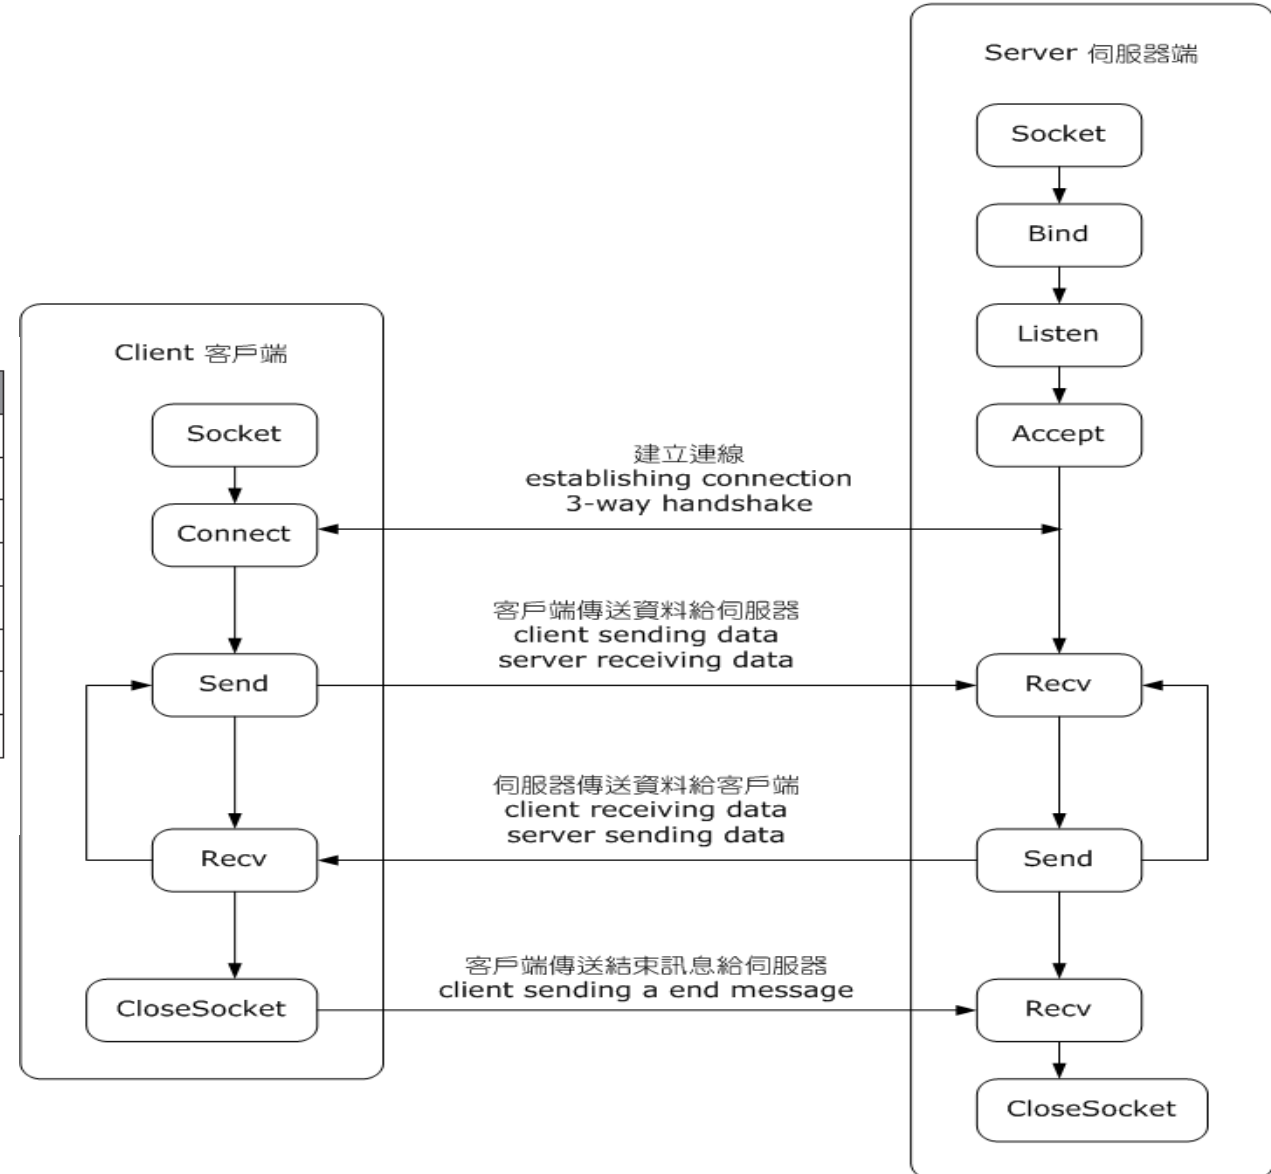 Server 伺服器端
Socket
Bind
Listen
Accept
Client 客戶端
Socket
Connect
建立連線
establishing connection
3-way handshake
客戶端傳送資料給伺服器
client sending data
server receiving data
Send
Recv
伺服器傳送資料給客戶端
client receiving data
server sending data
Recv
Send
客戶端傳送結束訊息給伺服器
client sending a end message
CloseSocket
Recv
CloseSocket